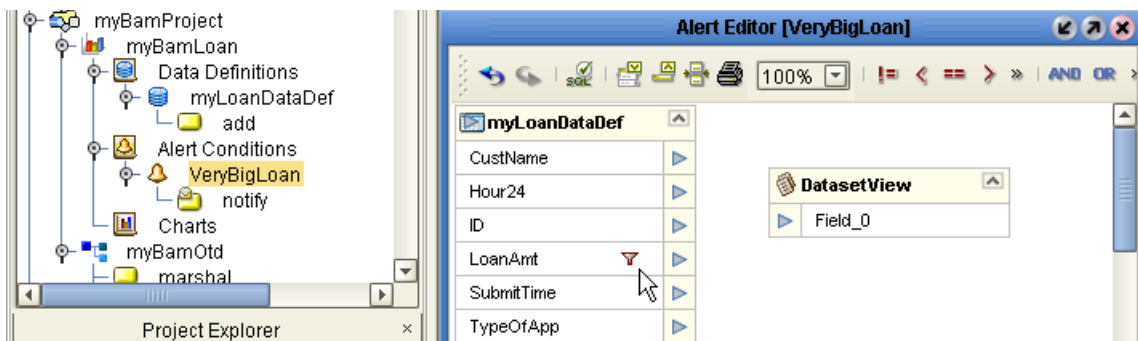 myBamProject
myBamLoan
Data Definitions
myLoanDataDef
add
Alert Conditions
VeryBigLoan
notify
Charts
myBamOtd
marshal
Project Explorer ×
Alert Editor [VeryBigLoan]
SQL 100% != < == > » AND OR »
myLoanDataDef
CustName
Hour24
ID
LoanAmt
SubmitTime
TypeOfApp
DatasetView
Field_0